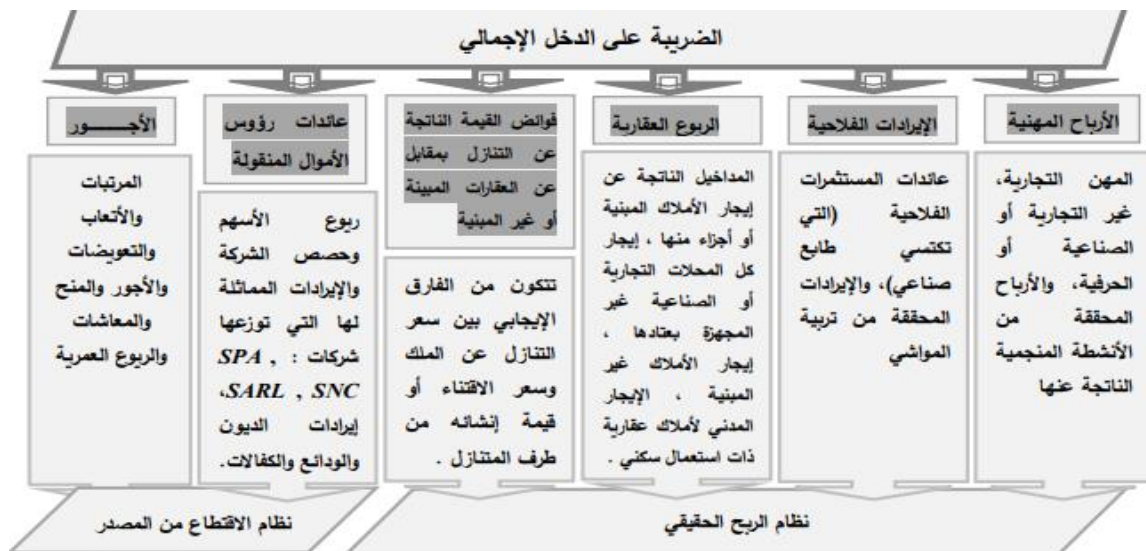 الضريبة على الدخل الإجمالي
الأرباح المهنية
المهن التجارية،
غير التجارية أو
الصناعية أو
الحرفية، والأرباح
المحققة من
الأنشطة المنجمية
الناتجة عنها
الإيرادات الفلاحية
عائدات المستثمرات
الفلاحية (التي
تكتسي طابع
صناعي)، والإيرادات
المحققة من تربية
المواشي
الربوع العقارية
المداخيل الناتجة عن
إيجار الأملاك المبنية
أو أجزاء منها ، إيجار
كل المحلات التجارية
أو الصناعية غير
المجهزة بعتادها ،
إيجار الأملاك غير
المبنية ، الإيجار
المدني لأملاك عقارية
ذات استعمال سكني .
فوائض القيمة الناتجة
عن التنازل بمقابل
عن العقارات المبينة
أو غير المبنية
تتكون من الفارق
الإيجابي بين سعر
التنازل عن الملك
وسعر الاقتناء أو
قيمة إنشائه من
طرف المتنازل .
عائدات رؤوس
الأموال المنقولة
ربوع الأسهم
وحصص الشركة
والإيرادات المماثلة
لها التي توزعها
شركات : SPA ,
SARL , SNC،
إيرادات الديون
والودائع والكفالات.
الأجـــــور
المرتبات
والأتعاب
والتعويضات
والأجور والمنح
والمعاشات
والربوع العمرية
نظام الربح الحقيقي
نظام الاقتطاع من المصدر